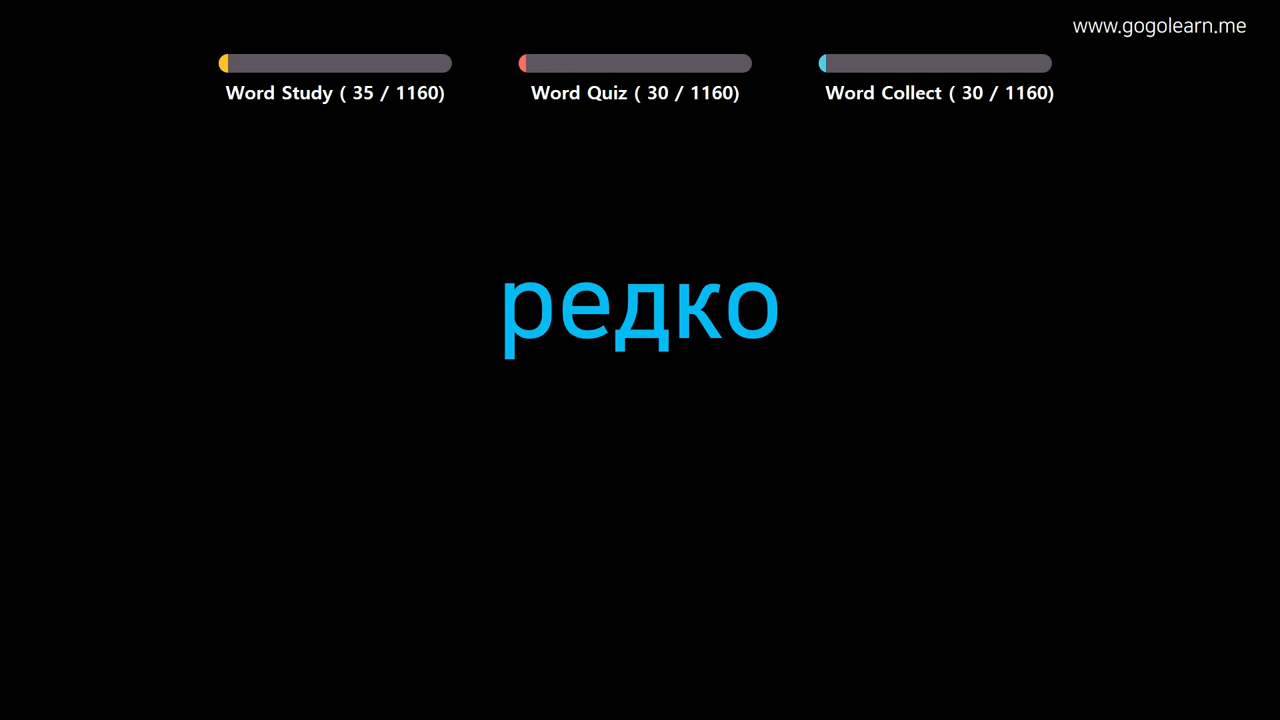 www.gogolearn.me
Word Study ( 35 / 1160)
Word Quiz ( 30 / 1160)
Word Collect ( 30 / 1160)
редко